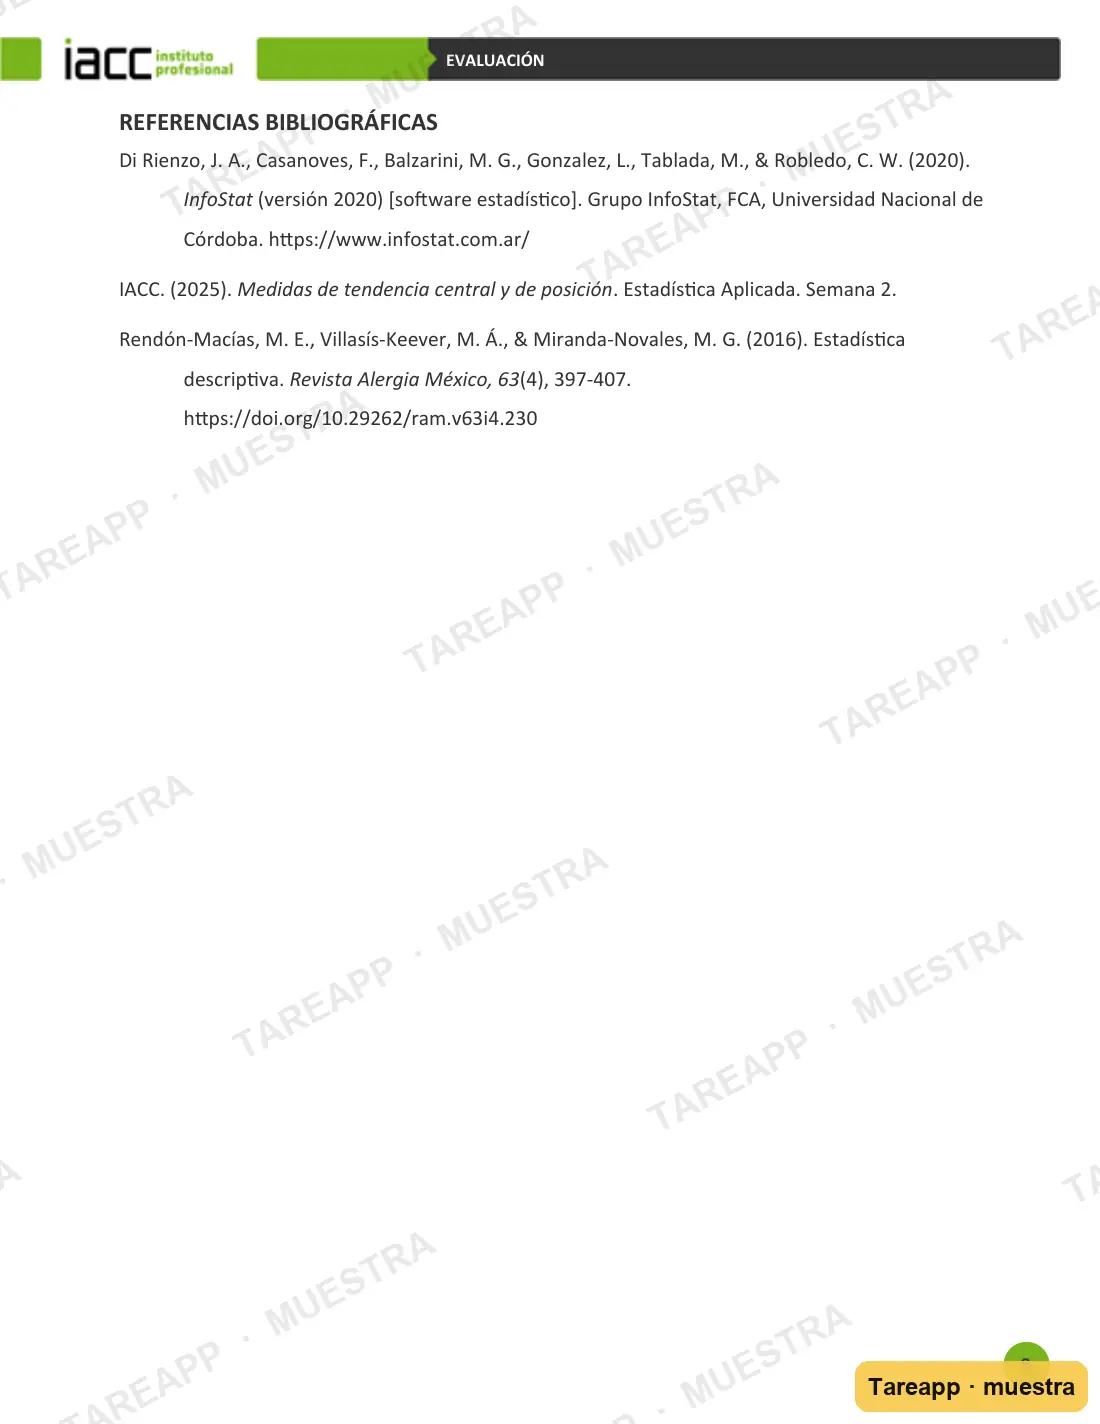 iacc instituto profesional
EVALUACIÓN
REFERENCIAS BIBLIOGRÁFICAS
Di Rienzo, J. A., Casanoves, F., Balzarini, M. G., Gonzalez, L., Tablada, M., & Robledo, C. W. (2020).
InfoStat (versión 2020) [software estadístico]. Grupo InfoStat, FCA, Universidad Nacional de
Córdoba. https://www.infostat.com.ar/
IACC. (2025). Medidas de tendencia central y de posición. Estadística Aplicada. Semana 2.
Rendón-Macías, M. E., Villasís-Keever, M. Á., & Miranda-Novales, M. G. (2016). Estadística
descriptiva. Revista Alergia México, 63(4), 397-407.
https://doi.org/10.29262/ram.v63i4.230
TAREAPP · MUESTRA
TAREAPP · MUESTRA
TAREAPP · MUESTRA
TAREAPP · MUESTRA
TAREAPP · MUESTRA
TAREAPP · MUESTRA
TAREAPP · MUESTRA
Tareapp · muestra